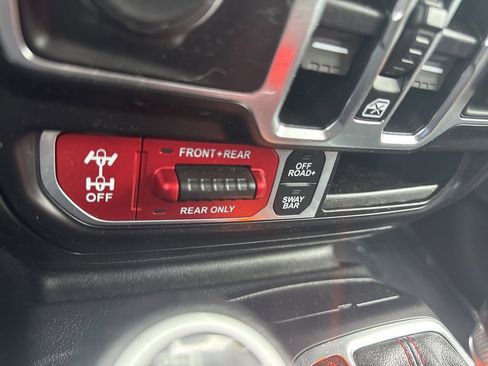 FRONT+REAR
OFF
REAR ONLY
OFF
ROAD+
SWAY
BAR